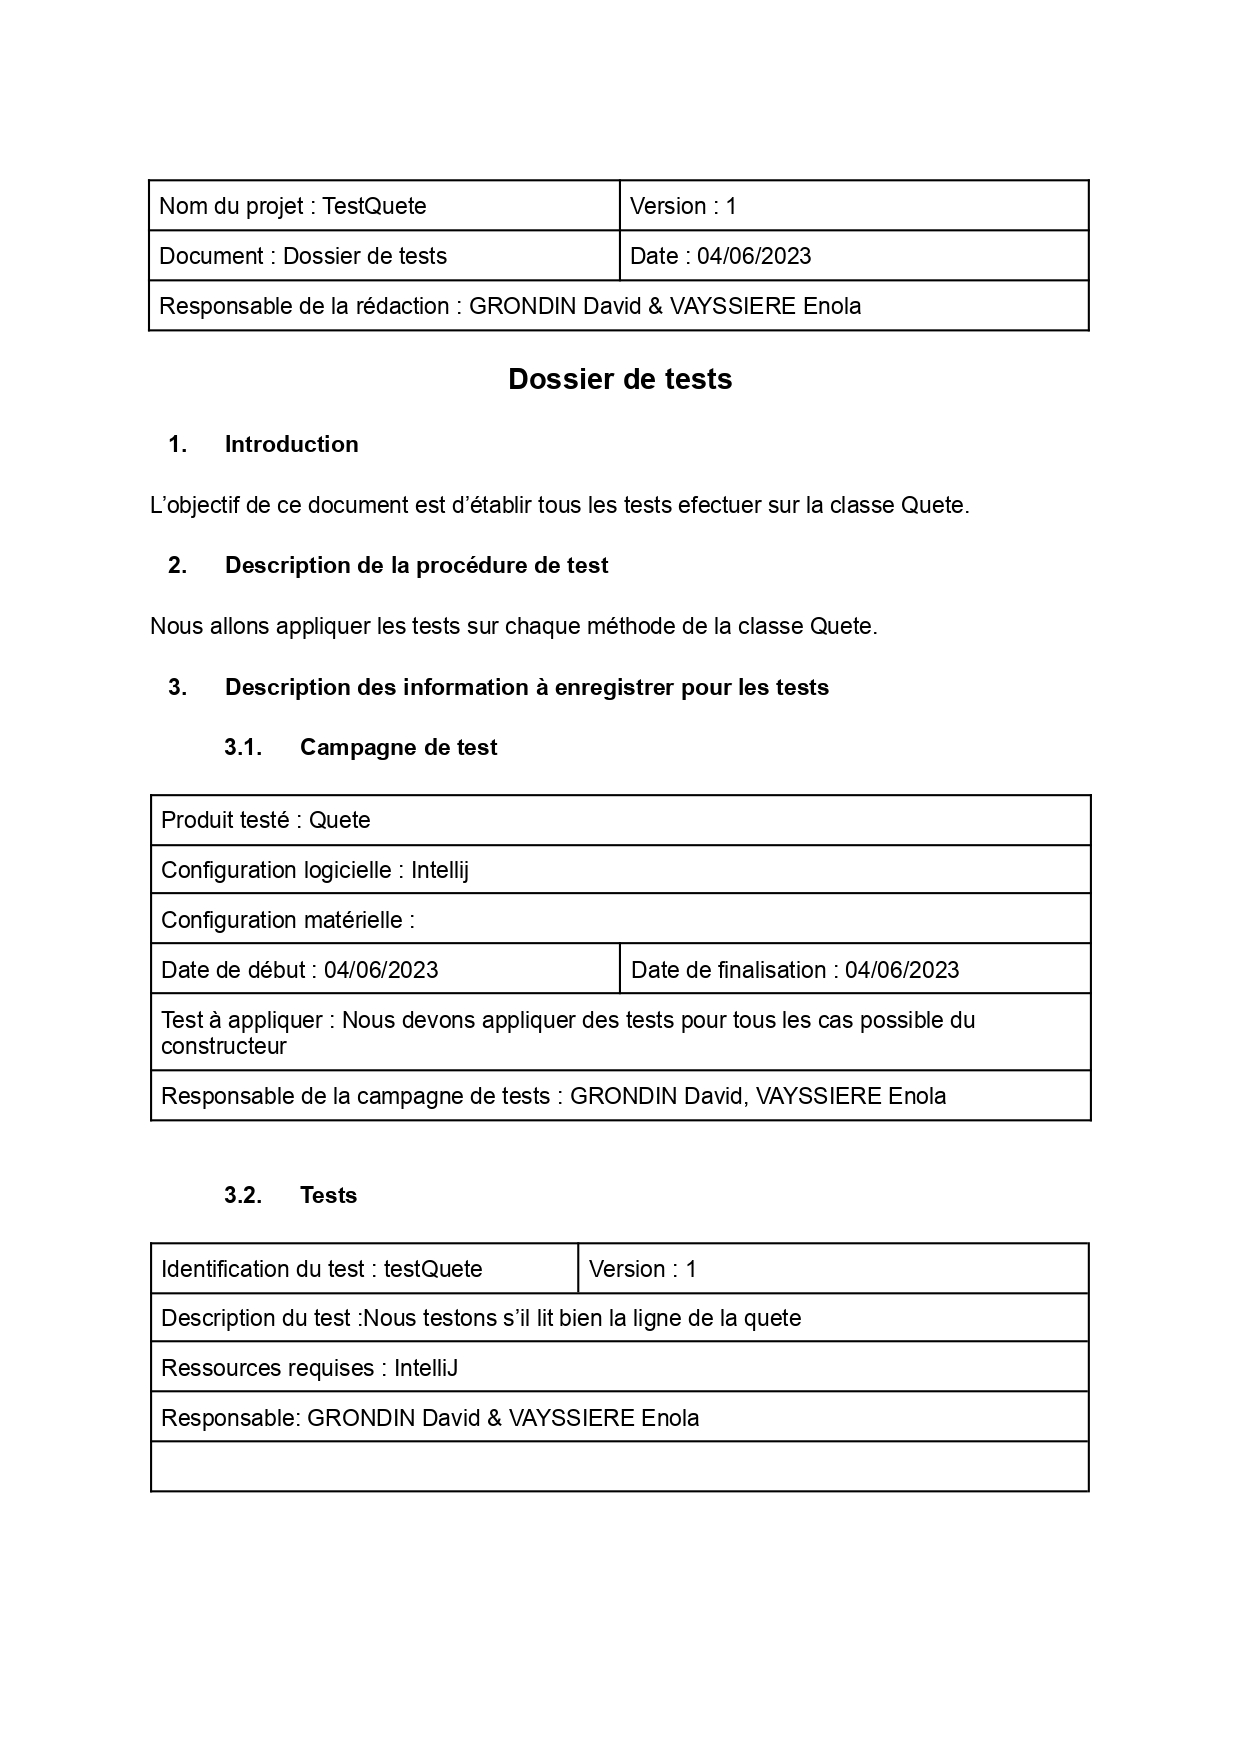 Nom du projet : TestQuete
Version : 1
Document : Dossier de tests
Date : 04/06/2023
Responsable de la rédaction : GRONDIN David & VAYSSIERE Enola
Dossier de tests
1. Introduction
L’objectif de ce document est d’établir tous les tests efectuer sur la classe Quete.
2. Description de la procédure de test
Nous allons appliquer les tests sur chaque méthode de la classe Quete.
3. Description des information à enregistrer pour les tests
3.1. Campagne de test
Produit testé : Quete
Configuration logicielle : Intellij
Configuration matérielle :
Date de début : 04/06/2023
Date de finalisation : 04/06/2023
Test à appliquer : Nous devons appliquer des tests pour tous les cas possible du
constructeur
Responsable de la campagne de tests : GRONDIN David, VAYSSIERE Enola
3.2. Tests
Identification du test : testQuete
Version : 1
Description du test :Nous testons s’il lit bien la ligne de la quete
Ressources requises : IntelliJ
Responsable: GRONDIN David & VAYSSIERE Enola